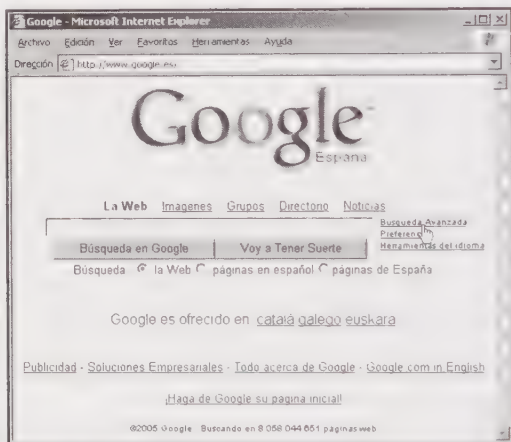 Google - Microsoft Internet Explorer
Archivo Edición Ver Favoritos Herramientas Ayuda
Dirección http://www.google.es/
Google
España
La Web Imagenes Grupos Directorio Noticias
Busqueda Avanzada
Preferenc
Herramientas del idioma
Búsqueda en Google Voy a Tener Suerte
Búsqueda la Web páginas en español páginas de España
Google es ofrecido en català galego euskara
Publicidad - Soluciones Empresariales - Todo acerca de Google - Google com in English
¡Haga de Google su pagina inicial!
©2005 Google Buscando en 8 058 044 651 páginas web